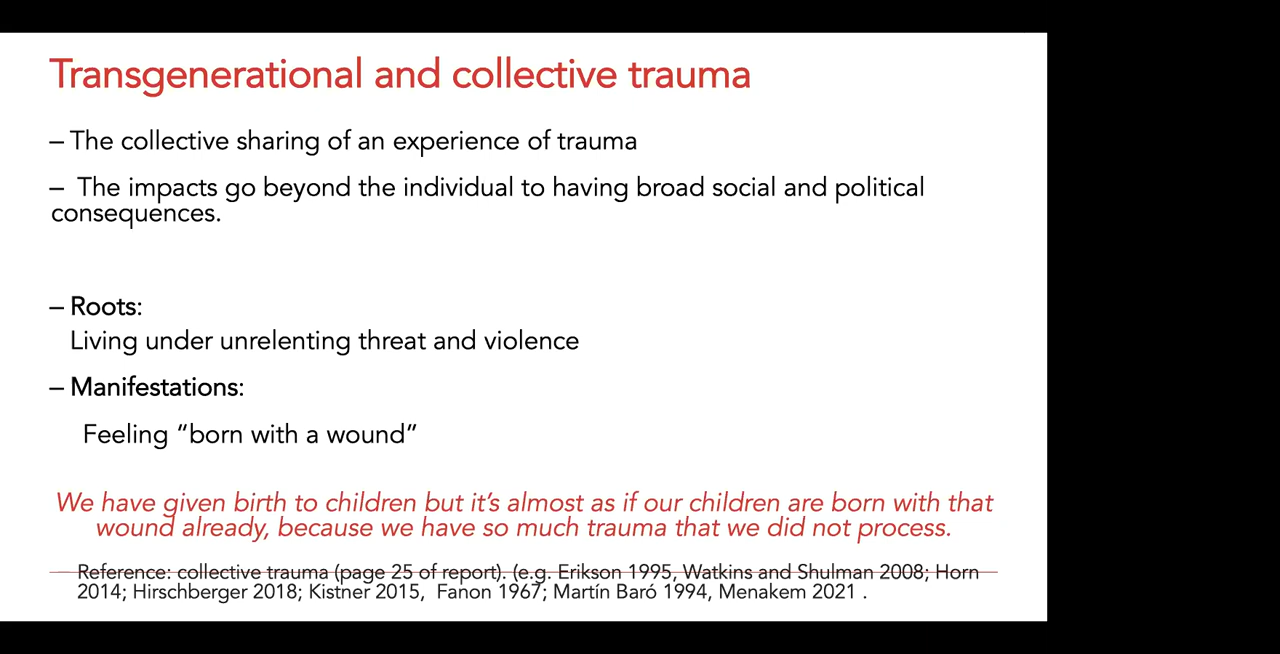 Transgenerational and collective trauma
– The collective sharing of an experience of trauma
–  The impacts go beyond the individual to having broad social and political
consequences.
– Roots:
Living under unrelenting threat and violence
– Manifestations:
Feeling “born with a wound”
We have given birth to children but it’s almost as if our children are born with that
wound already, because we have so much trauma that we did not process.
Reference: collective trauma (page 25 of report). (e.g. Erikson 1995, Watkins and Shulman 2008; Horn
2014; Hirschberger 2018; Kistner 2015,  Fanon 1967; Martín Baró 1994, Menakem 2021 .